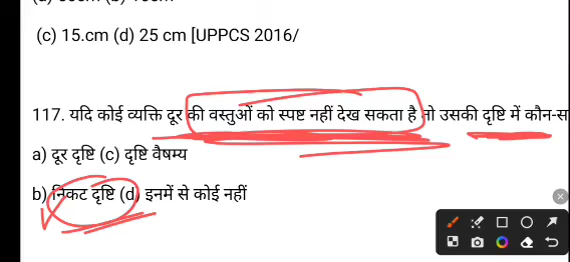 (c) 15.cm (d) 25 cm [UPPCS 2016/
117. यदि कोई व्यक्ति दूर की वस्तुओं को स्पष्ट नहीं देख सकता है तो उसकी दृष्टि में कौन-स
a) दूर दृष्टि (c) दृष्टि वैषम्य
b) निकट दृष्टि (d) इनमें से कोई नहीं